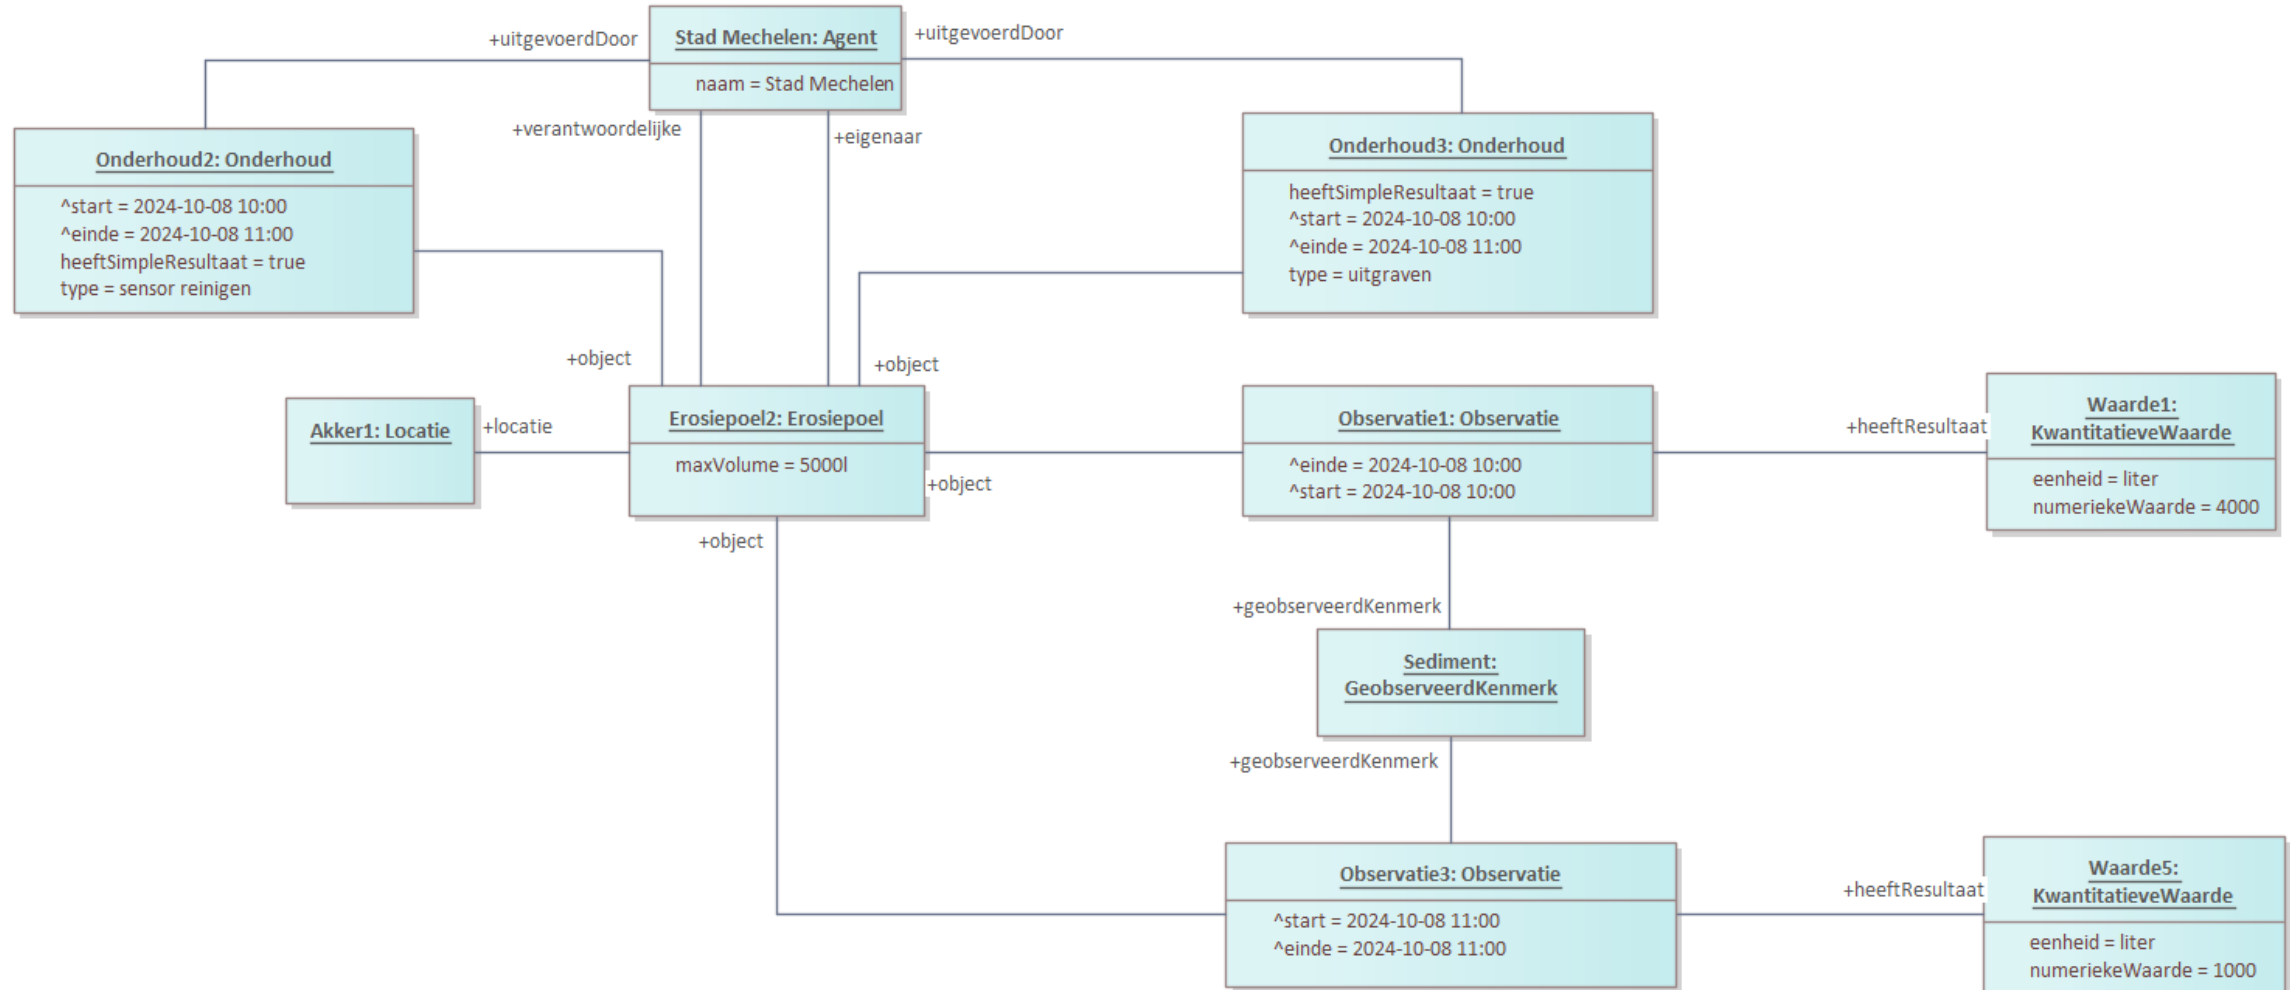 +uitgevoerdDoor
Stad Mechelen: Agent
naam = Stad Mechelen
+uitgevoerdDoor
+verantwoordelijke
+eigenaar
Onderhoud2: Onderhoud
^start = 2024-10-08 10:00
^einde = 2024-10-08 11:00
heeftSimpleResultaat = true
type = sensor reinigen
Onderhoud3: Onderhoud
heeftSimpleResultaat = true
^start = 2024-10-08 10:00
^einde = 2024-10-08 11:00
type = uitgraven
+object
+object
Akker1: Locatie
+locatie
Erosiepoel2: Erosiepoel
maxVolume = 5000l
+object
+object
Observatie1: Observatie
^einde = 2024-10-08 10:00
^start = 2024-10-08 10:00
+heeftResultaat
Waarde1:
KwantitatieveWaarde
eenheid = liter
numeriekeWaarde = 4000
+geobserveerdKenmerk
Sediment:
GeobserveerdKenmerk
+geobserveerdKenmerk
Observatie3: Observatie
^start = 2024-10-08 11:00
^einde = 2024-10-08 11:00
+heeftResultaat
Waarde5:
KwantitatieveWaarde
eenheid = liter
numeriekeWaarde = 1000